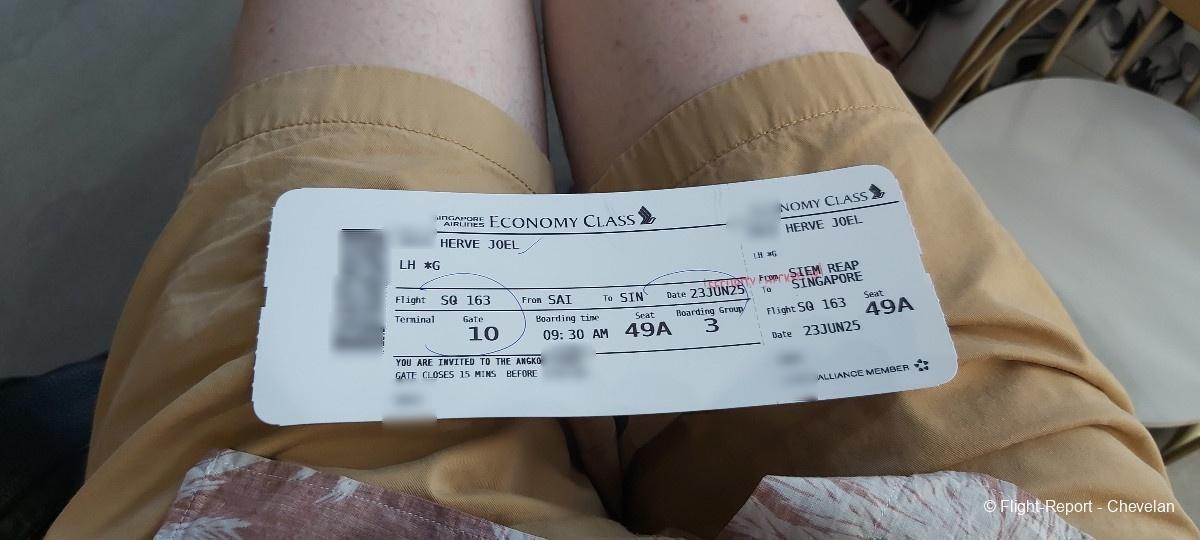 SINGAPORE AIRLINES ECONOMY CLASS
HERVE JOEL
LH *G
Flight SQ 163 From SAI To SIN Date 23JUN25
Terminal Gate Boarding time Seat Boarding Group
10 09:30 AM 49A 3
YOU ARE INVITED TO THE ANGKO
GATE CLOSES 15 MINS BEFORE
NOMY CLASS
HERVE JOEL
LH *G
From SIEM REAP
To SINGAPORE
Flight SQ 163 Seat 49A
Date 23JUN25
ALLIANCE MEMBER
© Flight-Report - Chevelan